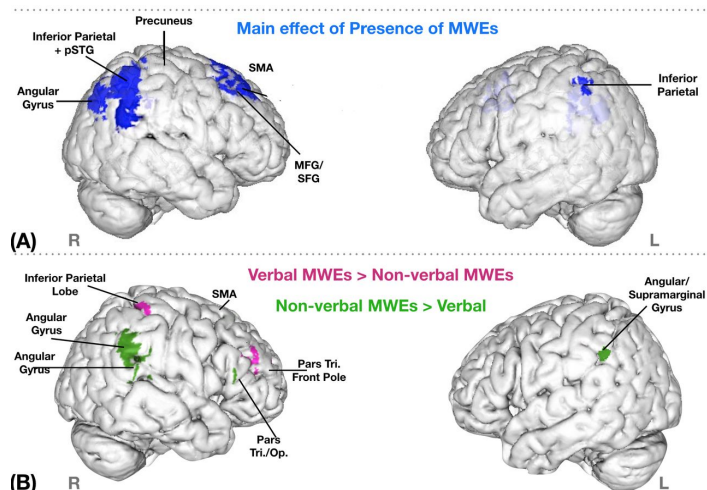 Precuneus
Main effect of Presence of MWEs
Inferior Parietal
+ pSTG
SMA
Angular
Gyrus
Inferior
Parietal
MFG/
SFG
(A)
R
L
Verbal MWEs > Non-verbal MWEs
Inferior Parietal
Lobe
SMA
Non-verbal MWEs > Verbal
Angular/
Supramarginal
Gyrus
Angular
Gyrus
Angular
Gyrus
Pars Tri.
Front Pole
Pars
Tri./Op.
(B)
R
L